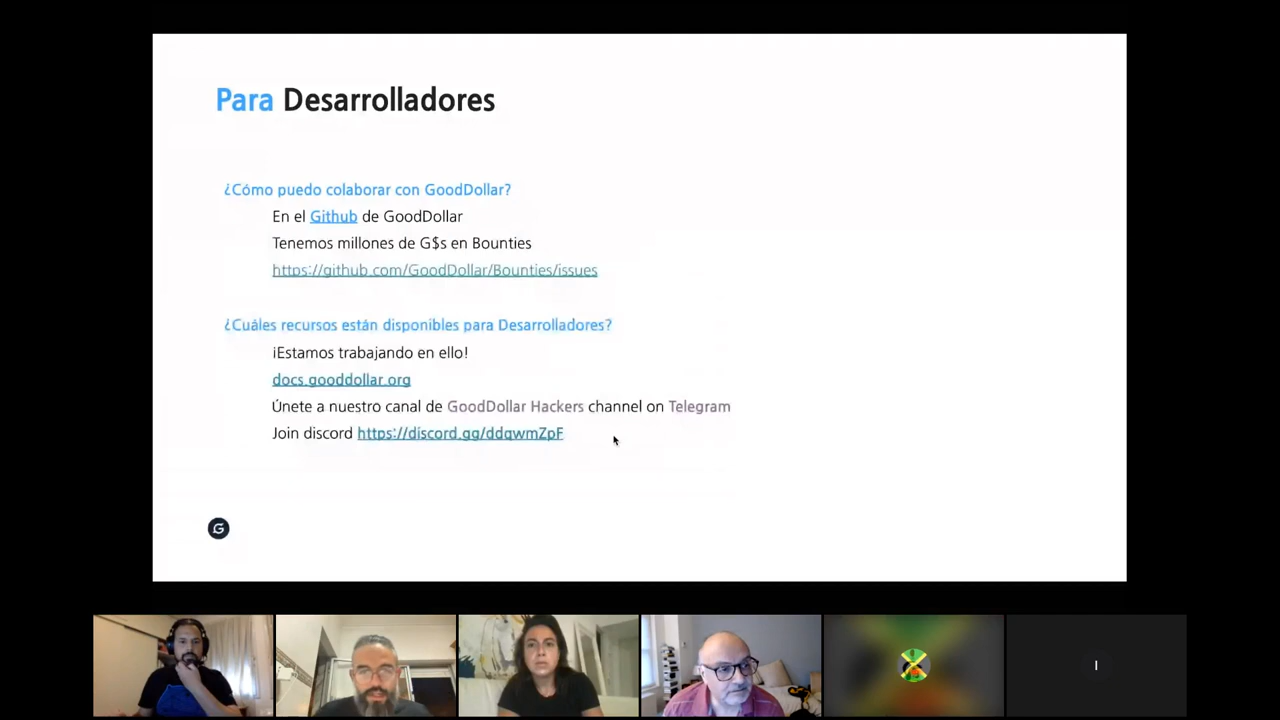 Para Desarrolladores
¿Cómo puedo colaborar con GoodDollar?
En el Github de GoodDollar
Tenemos millones de G$s en Bounties
https://github.com/GoodDollar/Bounties/issues
¿Cuáles recursos están disponibles para Desarrolladores?
¡Estamos trabajando en ello!
docs.gooddollar.org
Únete a nuestro canal de GoodDollar Hackers channel on Telegram
Join discord https://discord.gg/ddqwmZpF
I